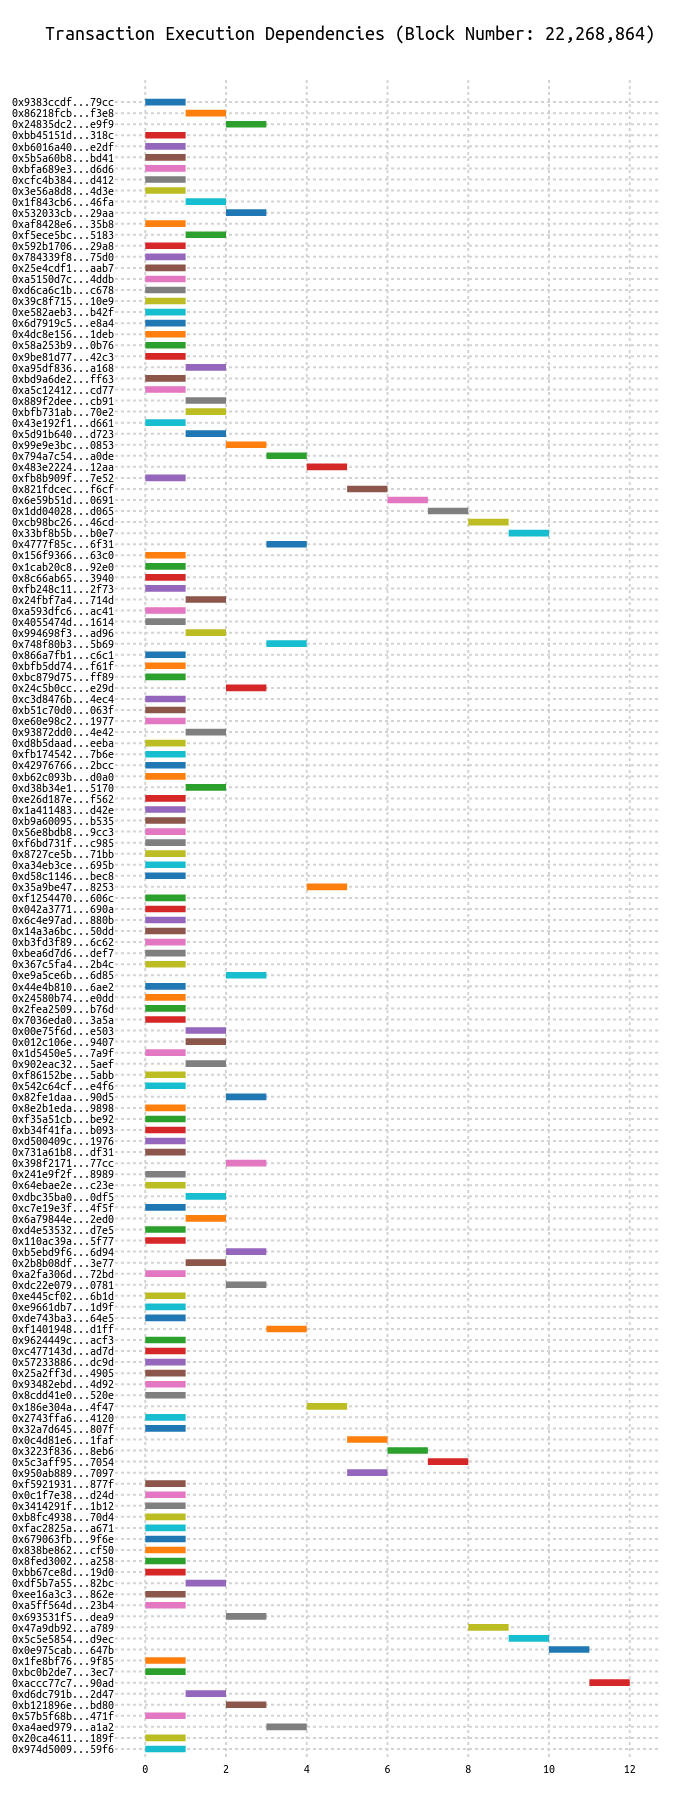 Transaction Execution Dependencies (Block Number: 22,268,864)
0x9383ccdf...79cc
0x86218fcb...f3e8
0x24835dc2...e9f9
0xbb45151d...318c
0xb6016a40...e2df
0x5b5a60b8...bd41
0xbfa689e3...d6d6
0xcfc4b384...d412
0x3e56a8d8...4d3e
0x1f843cb6...46fa
0x532033cb...29aa
0xaf8428e6...35b8
0xf5ece5bc...5183
0x592b1706...29a8
0x784339f8...75d0
0x25e4cdf1...aab7
0xa5150d7c...4ddb
0xd6ca6c1b...c678
0x39c8f715...10e9
0xe582aeb3...b42f
0x6d7919c5...e8a4
0x4dc8e156...1deb
0x58a253b9...0b76
0x9be81d77...42c3
0xa95df836...a168
0xbd9a6de2...ff63
0xa5c12412...cd77
0x889f2dee...cb91
0xbfb731ab...70e2
0x43e192f1...d661
0x5d91b640...d723
0x99e9e3bc...0853
0x794a7c54...a0de
0x483e2224...12aa
0xfb8b909f...7e52
0x821fdcec...f6cf
0x6e59b51d...0691
0x1dd04028...d065
0xcb98bc26...46cd
0x33bf8b5b...b0e7
0x4777f85c...6f31
0x156f9366...63c0
0x1cab20c8...92e0
0x8c66ab65...3940
0xfb248c11...2f73
0x24fbf7a4...714d
0xa593dfc6...ac41
0x4055474d...1614
0x994698f3...ad96
0x748f80b3...5b69
0x866a7fb1...c6c1
0xbfb5dd74...f61f
0xbc879d75...ff89
0x24c5b0cc...e29d
0xc3d8476b...4ec4
0xb51c70d0...063f
0xe60e98c2...1977
0x93872dd0...4e42
0xd8b5daad...eeba
0xfb174542...7b6e
0x42976766...2bcc
0xb62c093b...d0a0
0xd38b34e1...5170
0xe26d187e...f562
0x1a411483...d42e
0xb9a60095...b535
0x56e8bdb8...9cc3
0xf6bd731f...c985
0x8727ce5b...71bb
0xa34eb3ce...695b
0xd58c1146...bec8
0x35a9be47...8253
0xf1254470...606c
0x042a3771...690a
0x6c4e97ad...880b
0x14a3a6bc...50dd
0xb3fd3f89...6c62
0xbea6d7d6...def7
0x367c5fa4...2b4c
0xe9a5ce6b...6d85
0x44e4b810...6ae2
0x24580b74...e0dd
0x2fea2509...b76d
0x7036eda0...3a5a
0x00e75f6d...e503
0x012c106e...9407
0x1d5450e5...7a9f
0x902eac32...5aef
0xf86152be...5abb
0x542c64cf...e4f6
0x82fe1daa...90d5
0x8e2b1eda...9898
0xf35a51cb...be92
0xb34f41fa...b093
0xd500409c...1976
0x731a61b8...df31
0x398f2171...77cc
0x241e9f2f...8989
0x64ebae2e...c23e
0xdbc35ba0...0df5
0xc7e19e3f...4f5f
0x6a79844e...2ed0
0xd4e53532...d7e5
0x110ac39a...5f77
0xb5ebd9f6...6d94
0x2b8b08df...3e77
0xa2fa306d...72bd
0xdc22e079...0781
0xe445cf02...6b1d
0xe9661db7...1d9f
0xde743ba3...64e5
0xf1401948...d1ff
0x9624449c...acf3
0xc477143d...ad7d
0x57233886...dc9d
0x25a2ff3d...4905
0x93482ebd...4d92
0x8cdd41e0...520e
0x186e304a...4f47
0x2743ffa6...4120
0x32a7d645...807f
0x0c4d81e6...1faf
0x3223f836...8eb6
0x5c3aff95...7054
0x950ab889...7097
0xf5921931...877f
0x0c1f7e38...d24d
0x3414291f...1b12
0xb8fc4938...70d4
0xfac2825a...a671
0x679063fb...9f6e
0x838be862...cf50
0x8fed3002...a258
0xbb67ce8d...19d0
0xdf5b7a55...82bc
0xee16a3c3...862e
0xa5ff564d...23b4
0x693531f5...dea9
0x47a9db92...a789
0x5c5e5854...d9ec
0x0e975cab...647b
0x1fe8bf76...9f85
0xbc0b2de7...3ec7
0xaccc77c7...90ad
0xd6dc791b...2d47
0xb121896e...bd80
0x57b5f68b...471f
0xa4aed979...a1a2
0x20ca4611...189f
0x974d5009...59f6
0 2 4 6 8 10 12